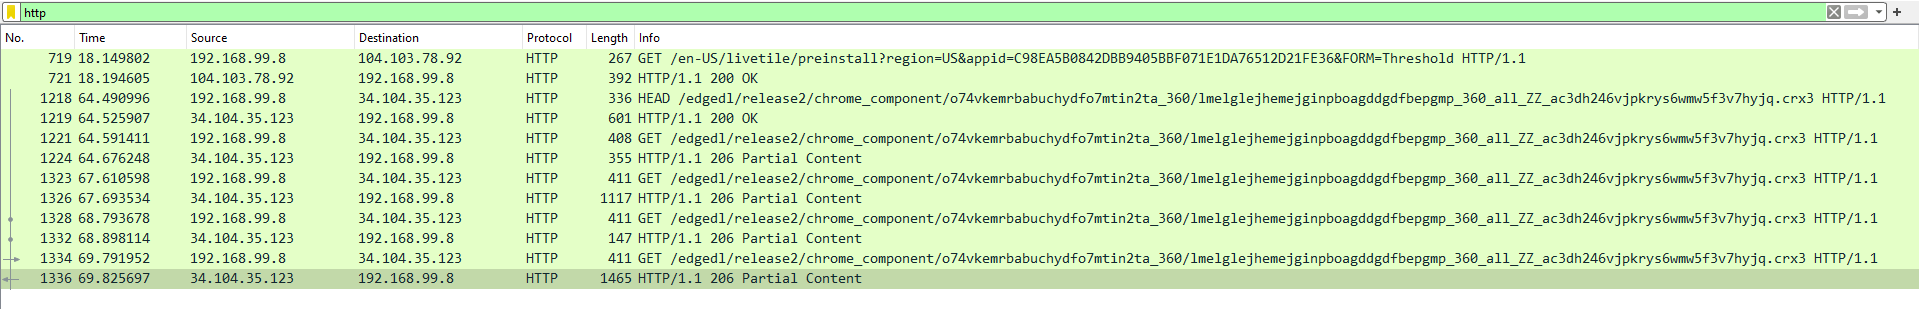 http
No. Time Source Destination Protocol Length Info
719 18.149802 192.168.99.8 104.103.78.92 HTTP 267 GET /en-US/livetile/preinstall?region=US&appid=C98EA5B0842DBB9405BBF071E1DA76512D21FE36&FORM=Threshold HTTP/1.1
721 18.194605 104.103.78.92 192.168.99.8 HTTP 392 HTTP/1.1 200 OK
1218 64.490996 192.168.99.8 34.104.35.123 HTTP 336 HEAD /edgedl/release2/chrome_component/o74vkemrbabuchydfo7mtin2ta_360/lmelglejhemejginpboagddgdfbepgmp_360_all_ZZ_ac3dh246vjpkrys6wmw5f3v7hyjq.crx3 HTTP/1.1
1219 64.525907 34.104.35.123 192.168.99.8 HTTP 601 HTTP/1.1 200 OK
1221 64.591411 192.168.99.8 34.104.35.123 HTTP 408 GET /edgedl/release2/chrome_component/o74vkemrbabuchydfo7mtin2ta_360/lmelglejhemejginpboagddgdfbepgmp_360_all_ZZ_ac3dh246vjpkrys6wmw5f3v7hyjq.crx3 HTTP/1.1
1224 64.676248 34.104.35.123 192.168.99.8 HTTP 355 HTTP/1.1 206 Partial Content
1323 67.610598 192.168.99.8 34.104.35.123 HTTP 411 GET /edgedl/release2/chrome_component/o74vkemrbabuchydfo7mtin2ta_360/lmelglejhemejginpboagddgdfbepgmp_360_all_ZZ_ac3dh246vjpkrys6wmw5f3v7hyjq.crx3 HTTP/1.1
1326 67.693534 34.104.35.123 192.168.99.8 HTTP 1117 HTTP/1.1 206 Partial Content
1328 68.793678 192.168.99.8 34.104.35.123 HTTP 411 GET /edgedl/release2/chrome_component/o74vkemrbabuchydfo7mtin2ta_360/lmelglejhemejginpboagddgdfbepgmp_360_all_ZZ_ac3dh246vjpkrys6wmw5f3v7hyjq.crx3 HTTP/1.1
1332 68.898114 34.104.35.123 192.168.99.8 HTTP 147 HTTP/1.1 206 Partial Content
1334 69.791952 192.168.99.8 34.104.35.123 HTTP 411 GET /edgedl/release2/chrome_component/o74vkemrbabuchydfo7mtin2ta_360/lmelglejhemejginpboagddgdfbepgmp_360_all_ZZ_ac3dh246vjpkrys6wmw5f3v7hyjq.crx3 HTTP/1.1
1336 69.825697 34.104.35.123 192.168.99.8 HTTP 1465 HTTP/1.1 206 Partial Content